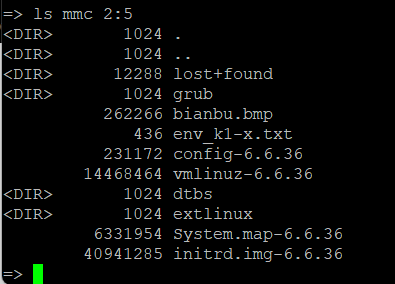 => ls mmc 2:5
<DIR>       1024 .
<DIR>       1024 ..
<DIR>      12288 lost+found
<DIR>       1024 grub
          262266 bianbu.bmp
             436 env_k1-x.txt
          231172 config-6.6.36
        14468464 vmlinuz-6.6.36
<DIR>       1024 dtbs
<DIR>       1024 extlinux
         6331954 System.map-6.6.36
        40941285 initrd.img-6.6.36
=>